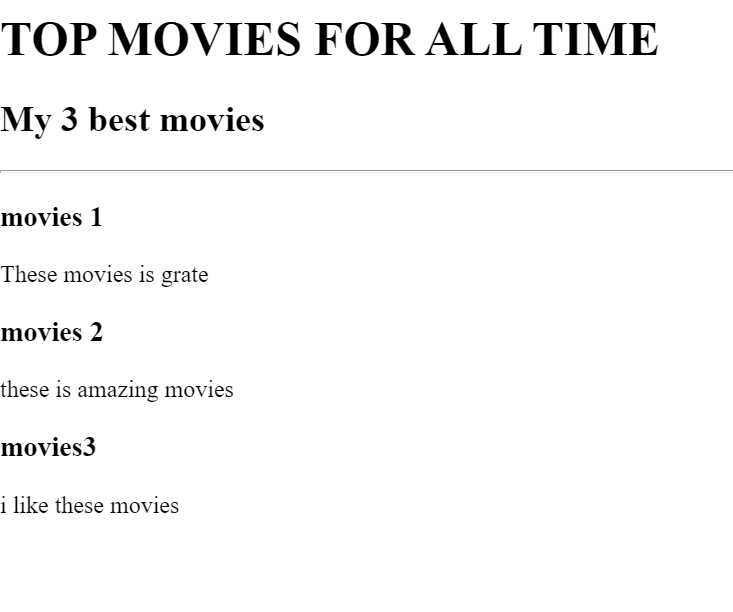 TOP MOVIES FOR ALL TIME
My 3 best movies
movies 1
These movies is grate
movies 2
these is amazing movies
movies3
i like these movies